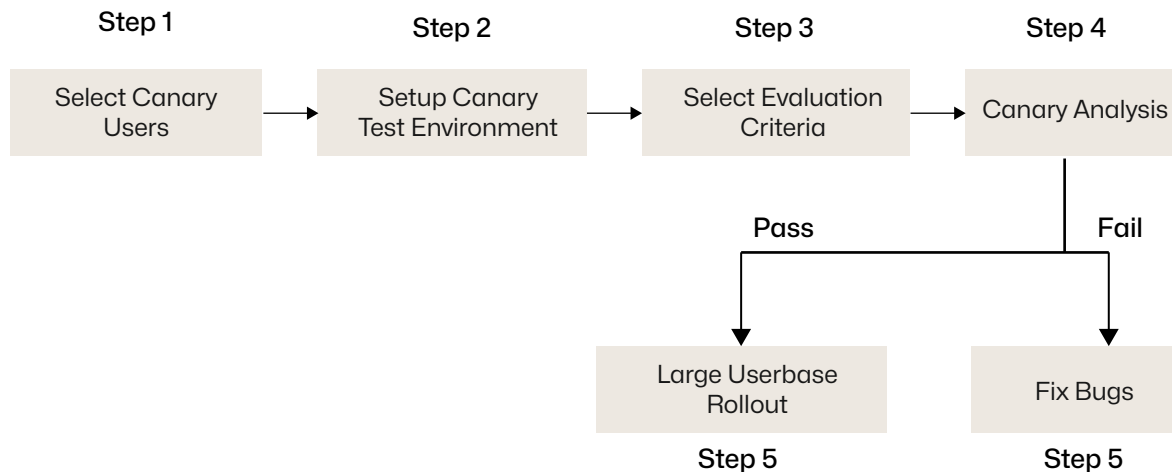 Step 1
Step 2
Step 3
Step 4
Select Canary
Users
Setup Canary
Test Environment
Select Evaluation
Criteria
Canary Analysis
Pass
Fail
Large Userbase
Rollout
Fix Bugs
Step 5
Step 5